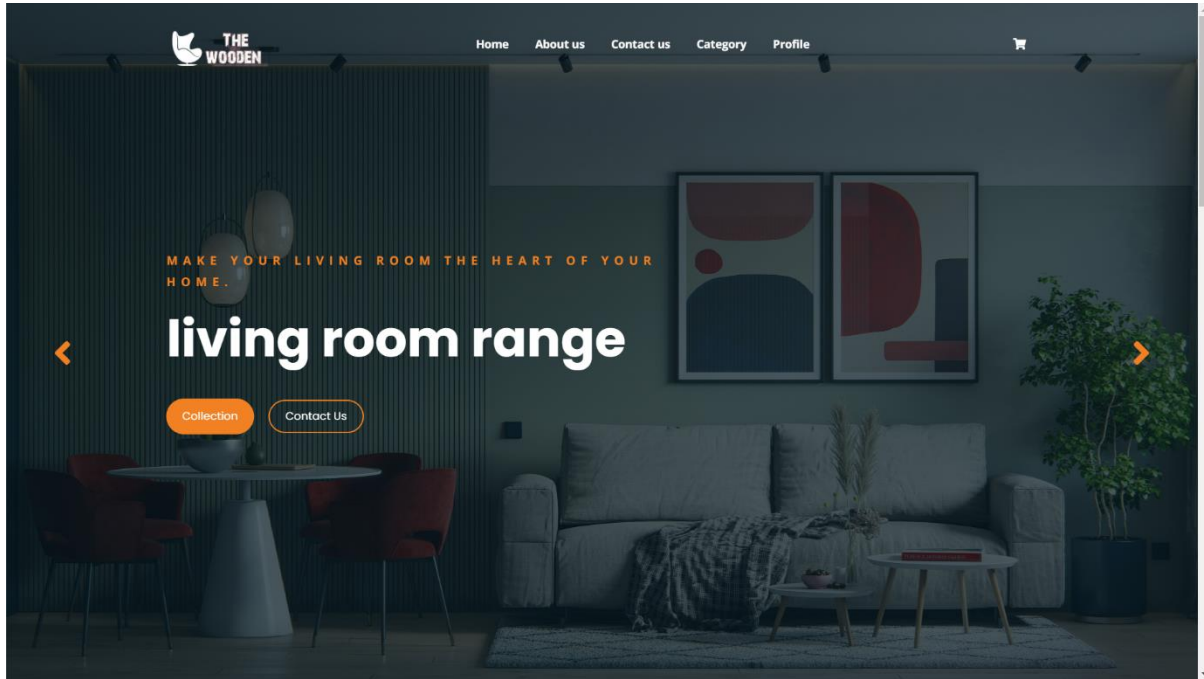 THE
WOODEN
Home About us Contact us Category Profile
MAKE YOUR LIVING ROOM THE HEART OF YOUR
HOME.
living room range
Collection Contact Us